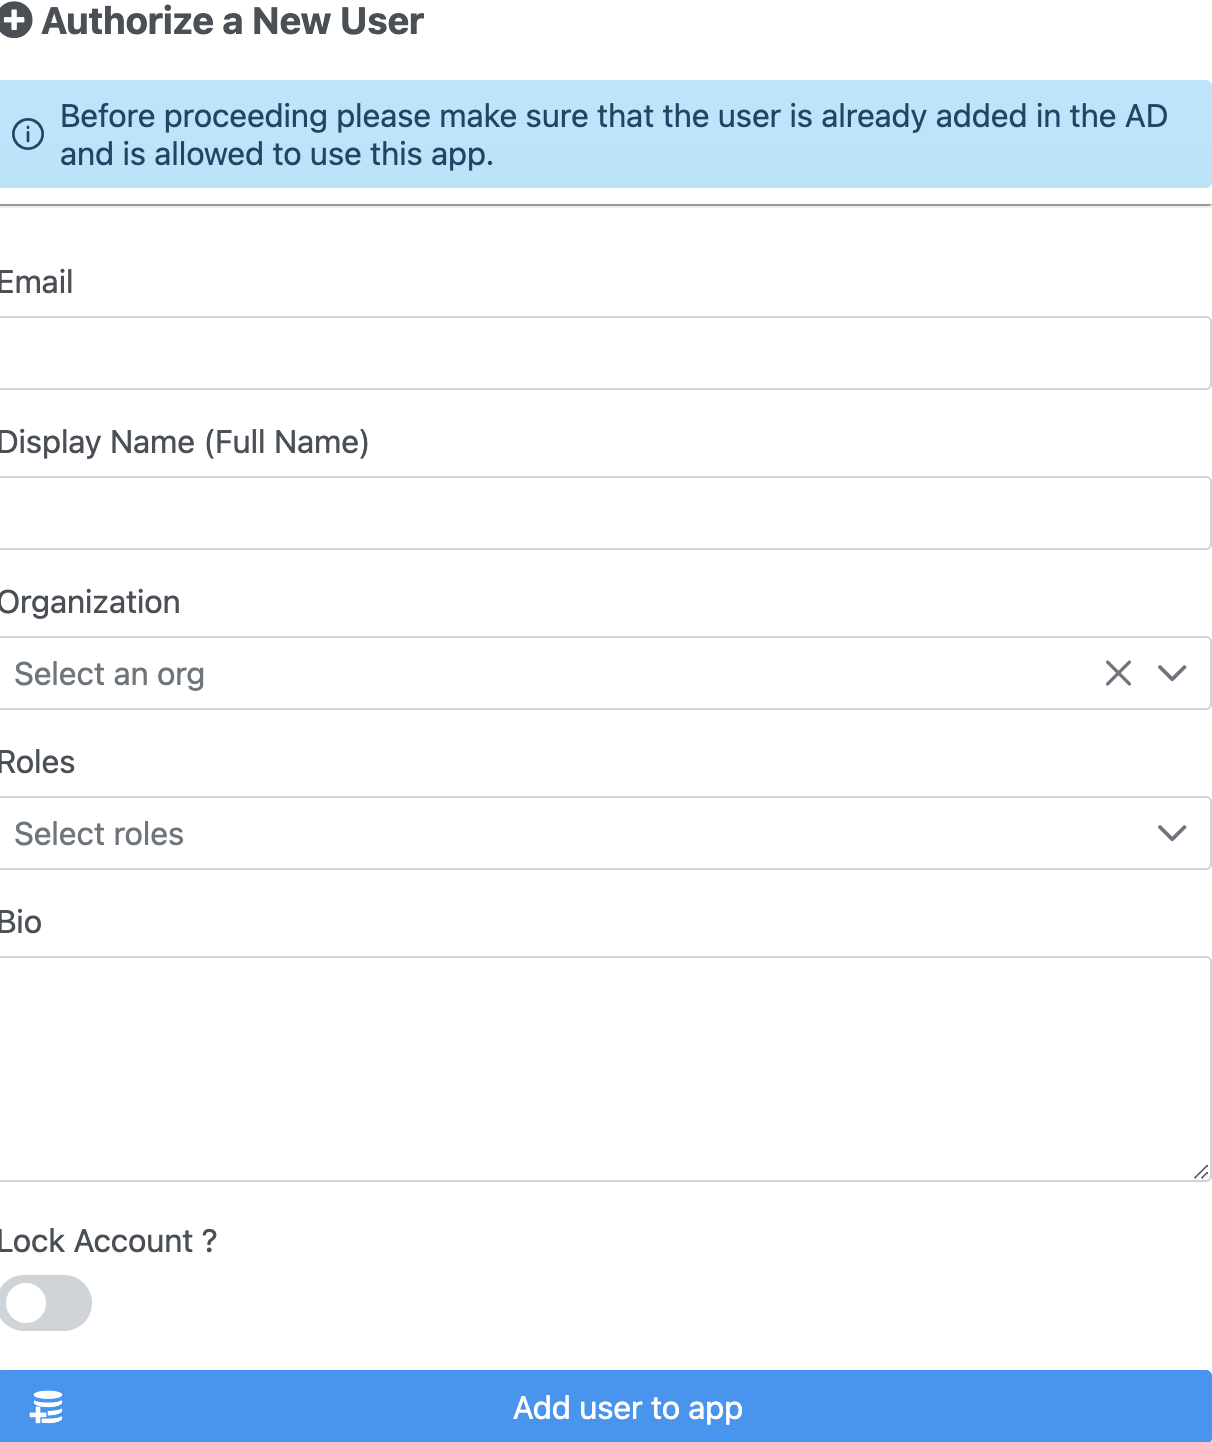 Authorize a New User
Before proceeding please make sure that the user is already added in the AD
and is allowed to use this app.
Email
Display Name (Full Name)
Organization
Select an org
Roles
Select roles
Bio
Lock Account ?
Add user to app